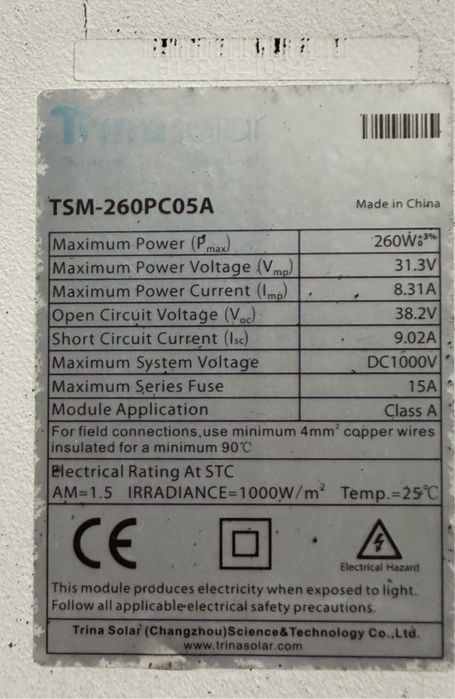 Trinasolar
TSM-260PC05A
Made in China
Maximum Power (Pmax) 260W+3% 0
Maximum Power Voltage (Vmp) 31.3V
Maximum Power Current (Imp) 8.31A
Open Circuit Voltage (Voc) 38.2V
Short Circuit Current (Isc) 9.02A
Maximum System Voltage DC1000V
Maximum Series Fuse 15A
Module Application Class A
For field connections,use minimum 4mm² copper wires
insulated for a minimum 90℃
Electrical Rating At STC
AM=1.5 IRRADIANCE=1000W/m² Temp.=25℃
CE
Electrical Hazard
This module produces electricity when exposed to light.
Follow all applicable electrical safety precautions.
Trina Solar (Changzhou)Science&Technology Co.,Ltd.
www.trinasolar.com